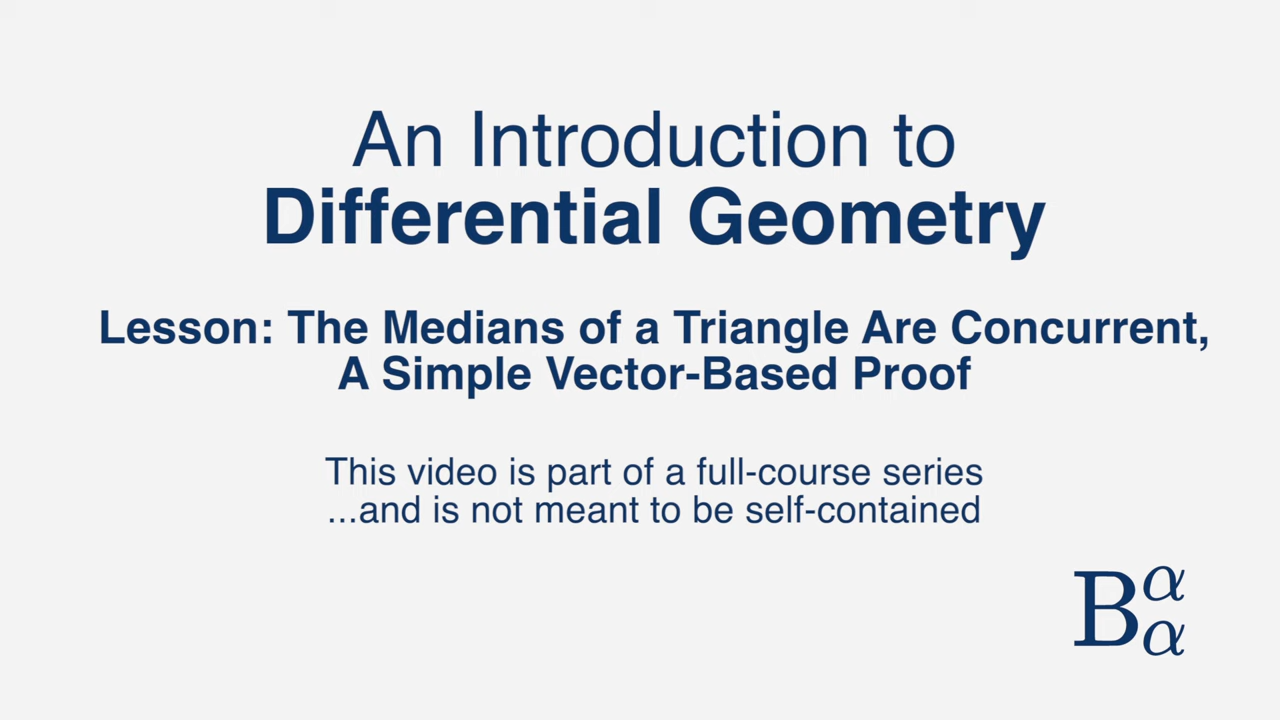 An Introduction to
Differential Geometry
Lesson: The Medians of a Triangle Are Concurrent,
A Simple Vector-Based Proof
This video is part of a full-course series
...and is not meant to be self-contained
B^α_α